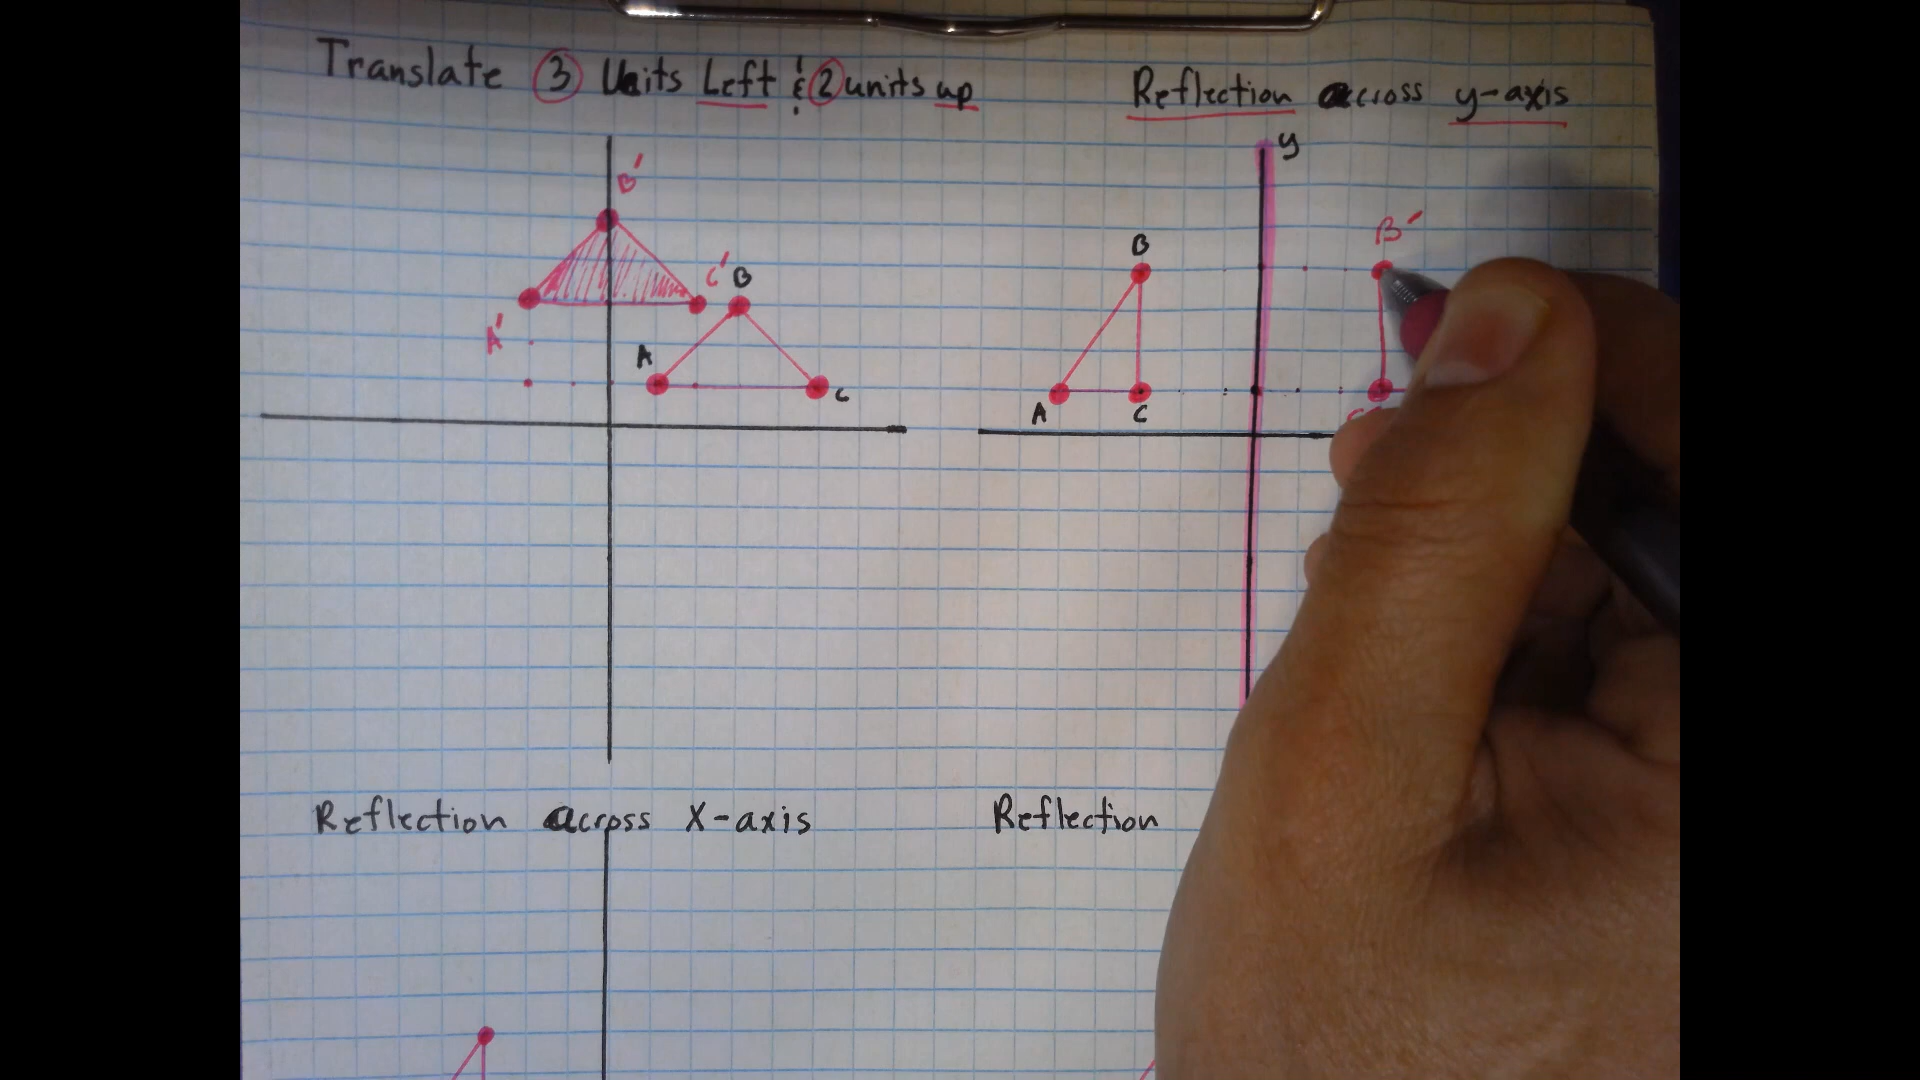 Translate 3 Units Left & 2 units up
Reflection across y-axis
y
B'
B'
C' B
B
A'
A
C
A
C
Reflection across X-axis
Reflection